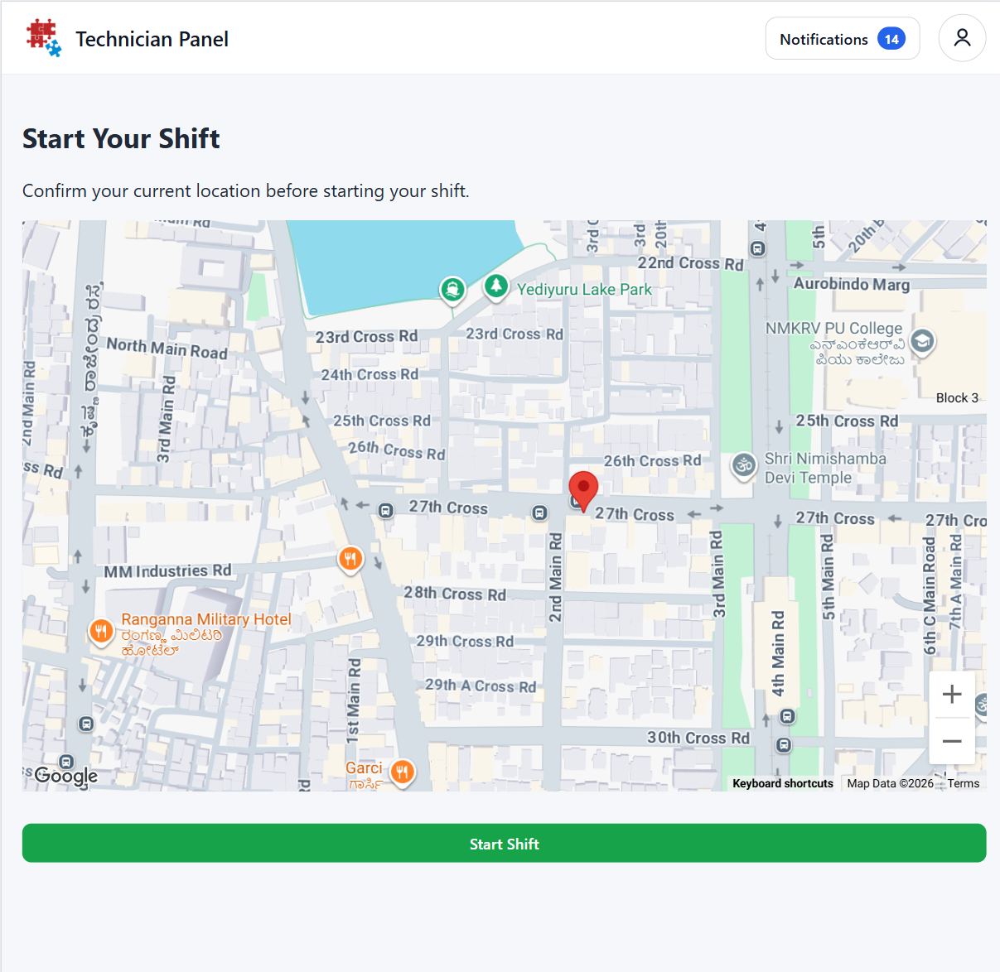 Technician Panel
Notifications 14
Start Your Shift
Confirm your current location before starting your shift.
22nd Cross Rd
Aurobindo Marg
Yediyuru Lake Park
23rd Cross Rd
23rd Cross Rd
NMKRV PU College
ಎನ್‌ಎಂಕೆಆರ್‌ವಿ
ಪಿಯು ಕಾಲೇಜು
North Main Road
24th Cross Rd
Block 3
25th Cross Rd
25th Cross Rd
2nd Main Rd
3rd Main Rd
26th Cross Rd
26th Cross Rd
Shri Nimishamba
Devi Temple
ss Rd
27th Cross
27th Cross
27th Cross
27th Cro
MM Industries Rd
2nd Main Rd
3rd Main Rd
5th Main Rd
6th C Main Road
7th A Main Rd
28th Cross Rd
Ranganna Military Hotel
ರಂಗಣ್ಣ ಮಿಲಿಟರಿ
ಹೋಟೆಲ್
29th Cross Rd
4th Main Rd
29th A Cross Rd
1st Main Rd
30th Cross Rd
Garci
ಗಾರ್ಸಿ
Google
Keyboard shortcuts
Map Data ©2026
Terms
Start Shift